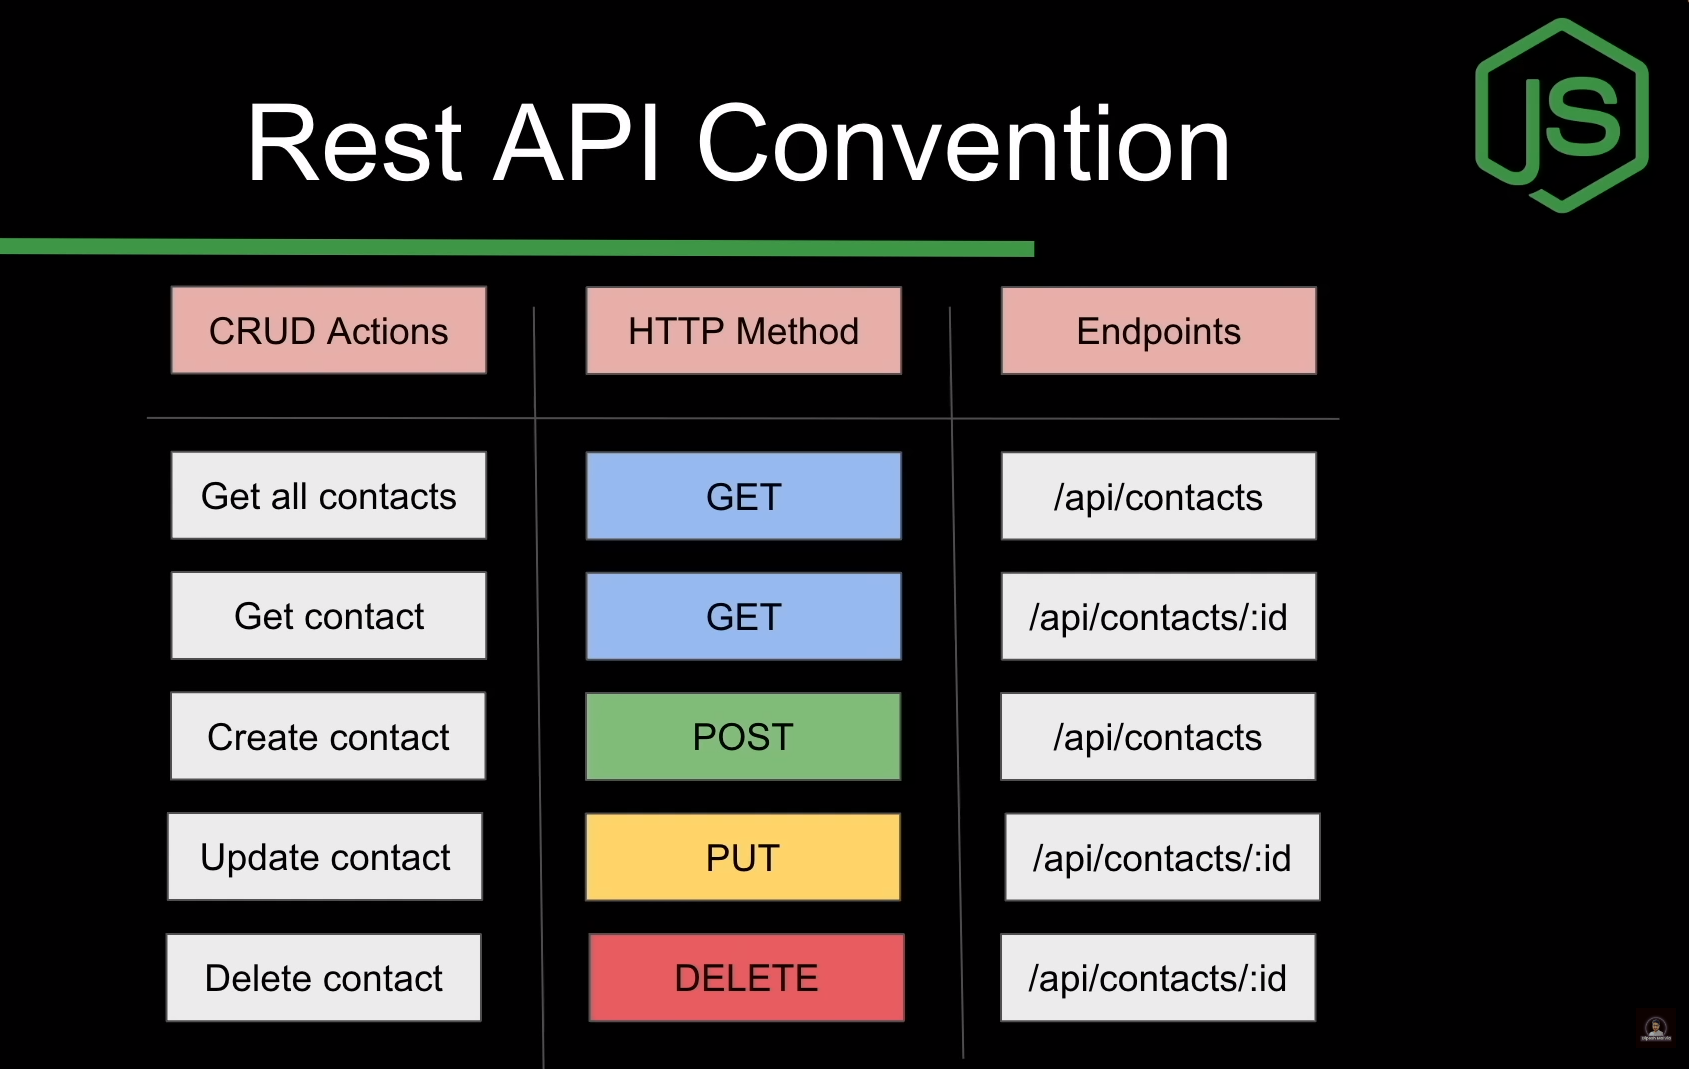 Rest API Convention
JS
CRUD Actions
HTTP Method
Endpoints
Get all contacts
GET
/api/contacts
Get contact
GET
/api/contacts/:id
Create contact
POST
/api/contacts
Update contact
PUT
/api/contacts/:id
Delete contact
DELETE
/api/contacts/:id